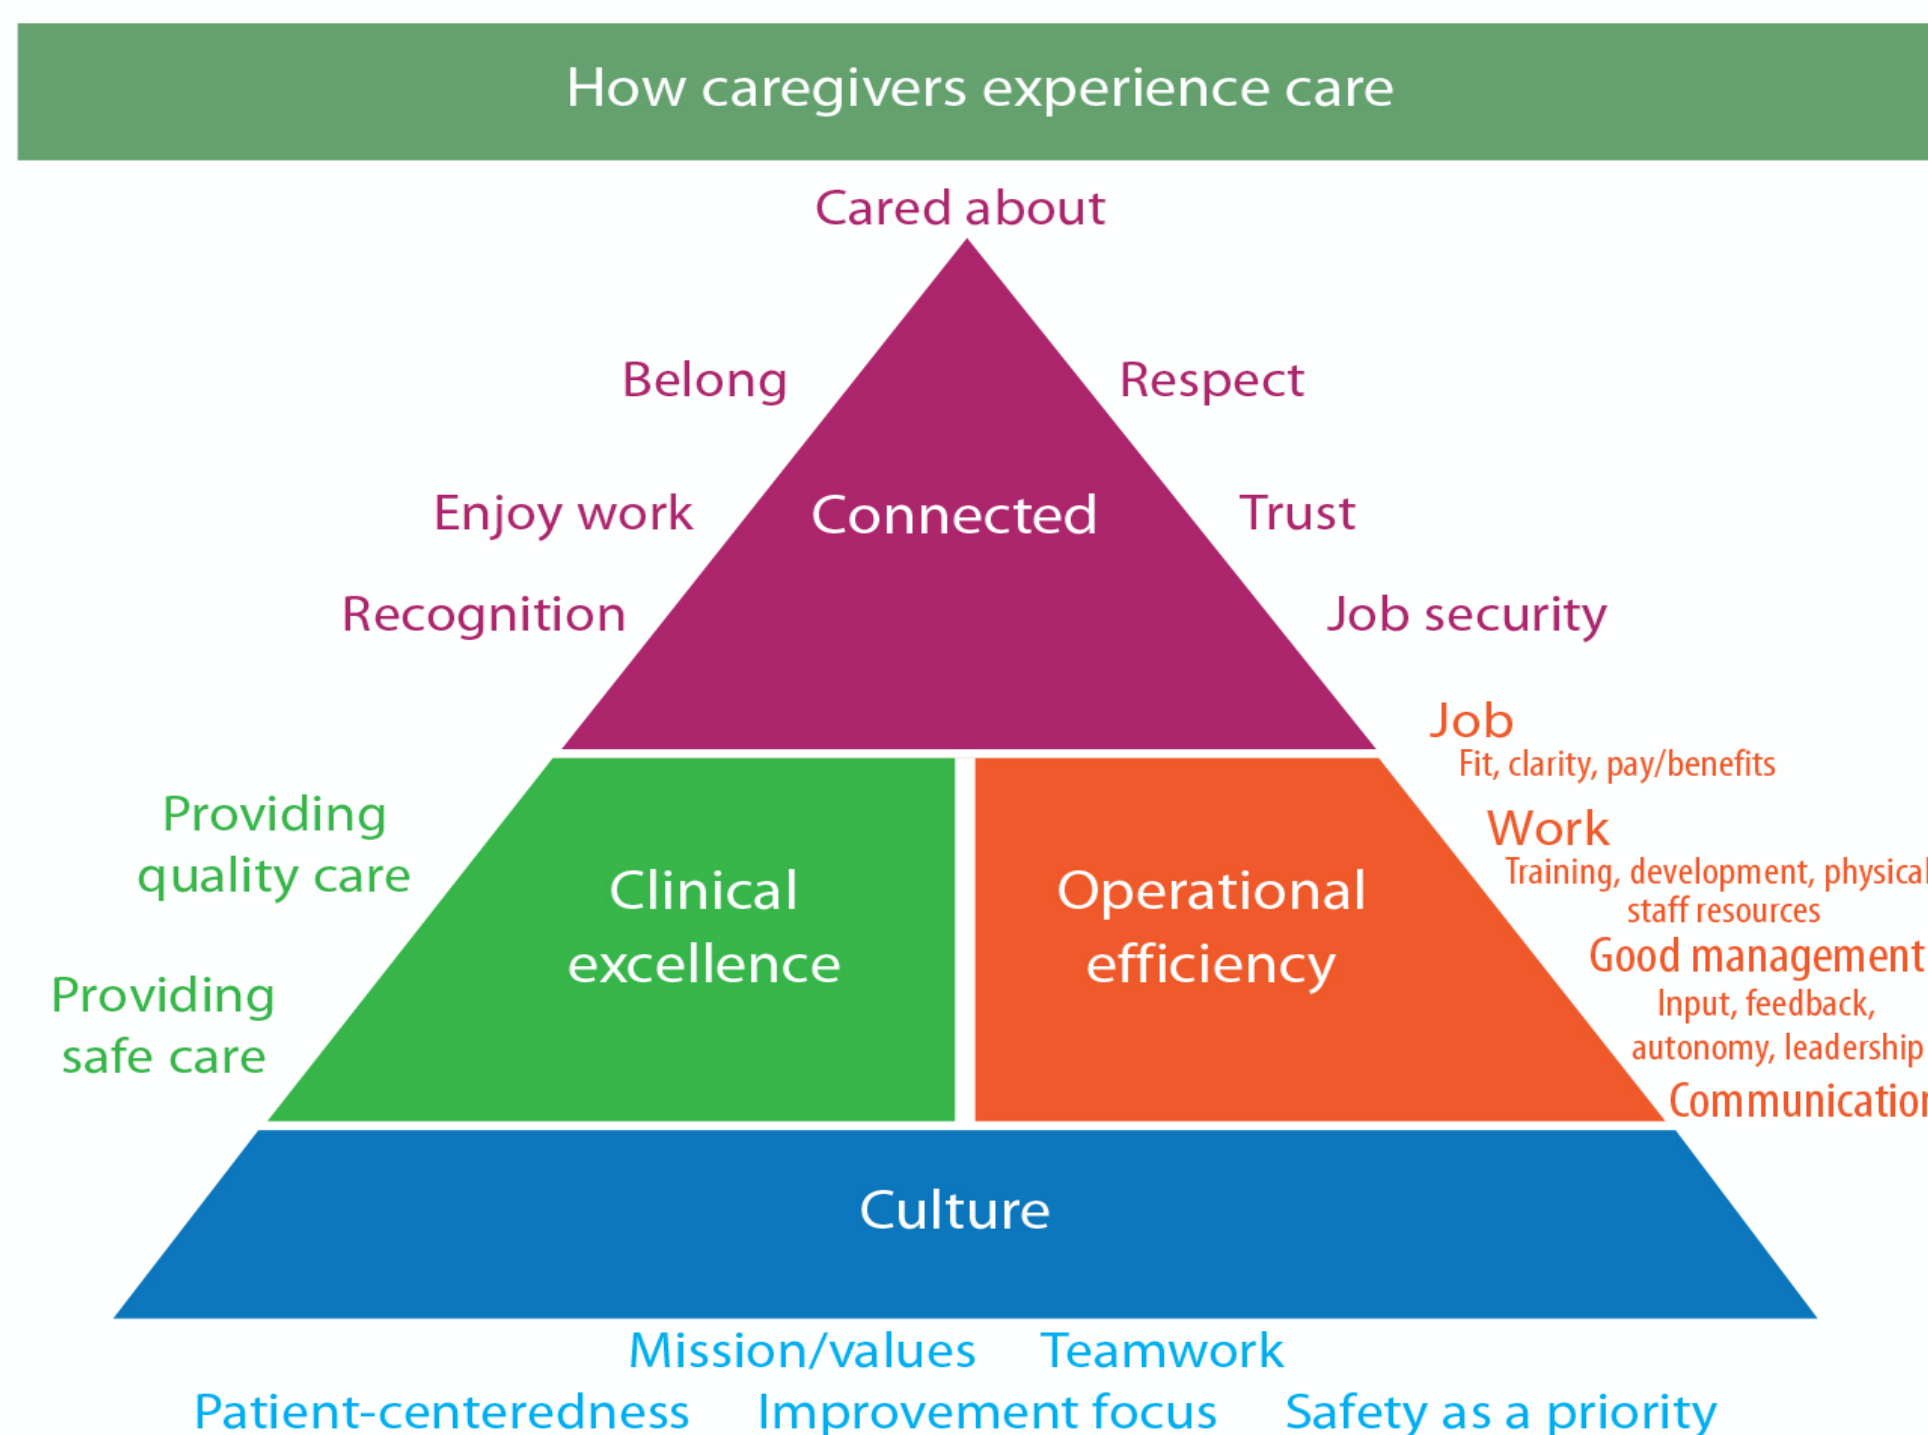 How caregivers experience care
Cared about
Belong
Respect
Enjoy work
Connected
Trust
Recognition
Job security
Job
Fit, clarity, pay/benefits
Providing
quality care
Clinical
excellence
Operational
efficiency
Work
Training, development, physical
staff resources
Good management
Input, feedback,
autonomy, leadership
Providing
safe care
Communication
Culture
Mission/values Teamwork
Patient-centeredness Improvement focus Safety as a priority